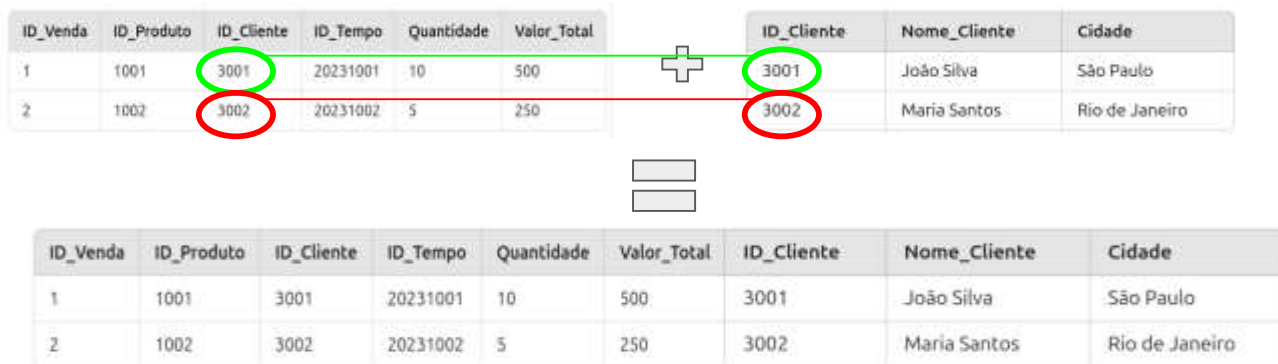 ID_Venda ID_Produto ID_Cliente ID_Tempo Quantidade Valor_Total
1 1001 3001 20231001 10 500
2 1002 3002 20231002 5 250
ID_Cliente Nome_Cliente Cidade
3001 João Silva São Paulo
3002 Maria Santos Rio de Janeiro
ID_Venda ID_Produto ID_Cliente ID_Tempo Quantidade Valor_Total ID_Cliente Nome_Cliente Cidade
1 1001 3001 20231001 10 500 3001 João Silva São Paulo
2 1002 3002 20231002 5 250 3002 Maria Santos Rio de Janeiro